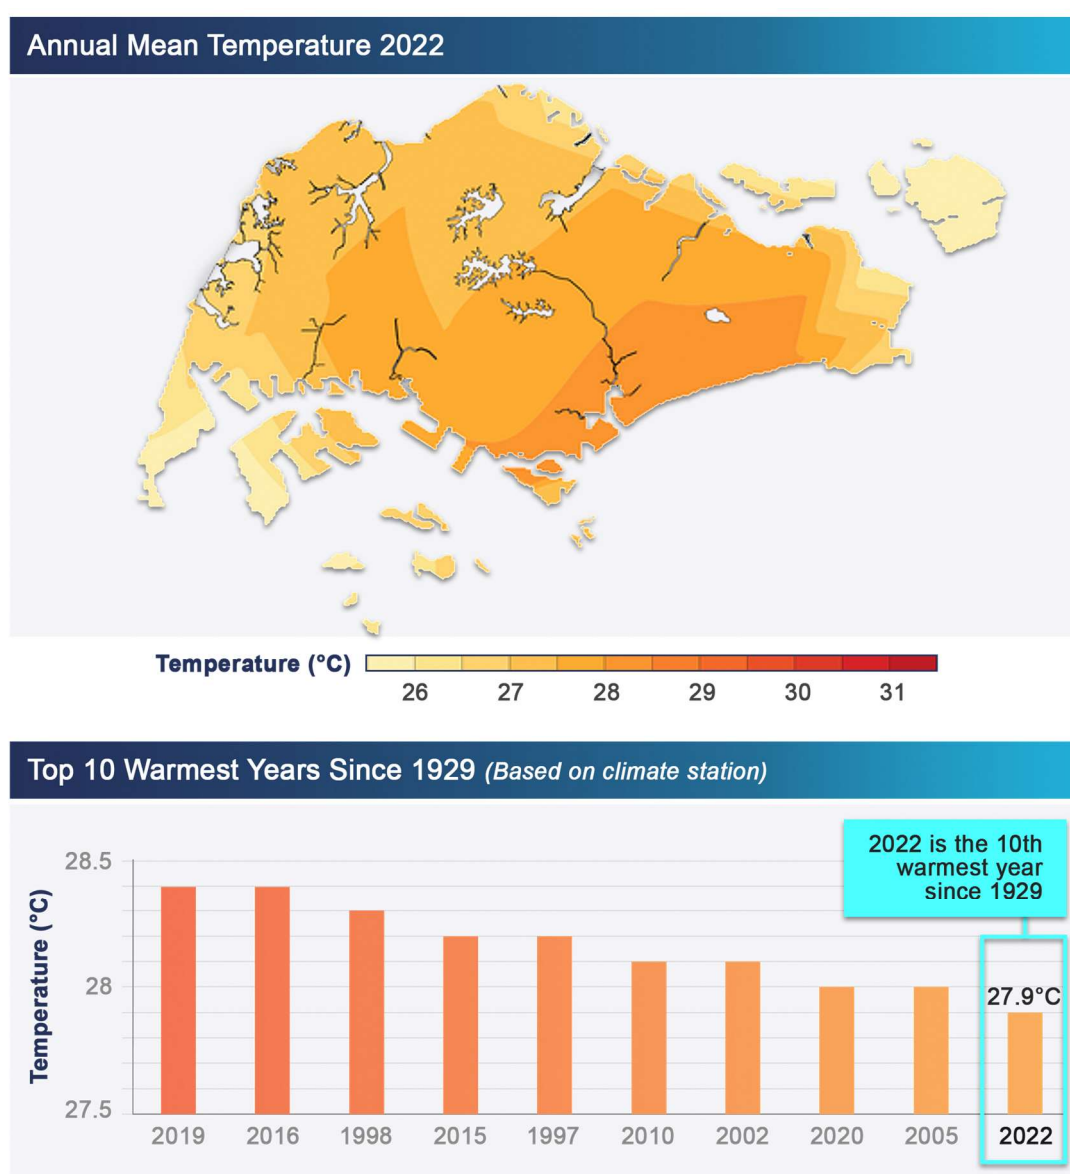 Annual Mean Temperature 2022
Temperature (°C)
26 27 28 29 30 31
Top 10 Warmest Years Since 1929 (Based on climate station)
2022 is the 10th
warmest year
since 1929
Temperature (°C)
28.5
28
27.5
27.9°C
2019 2016 1998 2015 1997 2010 2002 2020 2005 2022